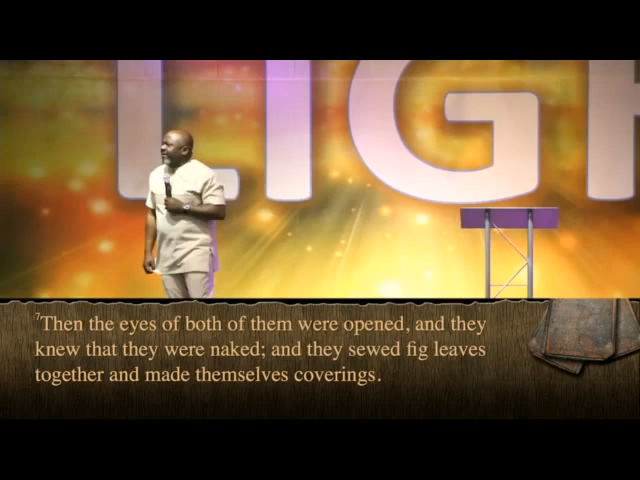 LIGH
⁷Then the eyes of both of them were opened, and they
knew that they were naked; and they sewed fig leaves
together and made themselves coverings.